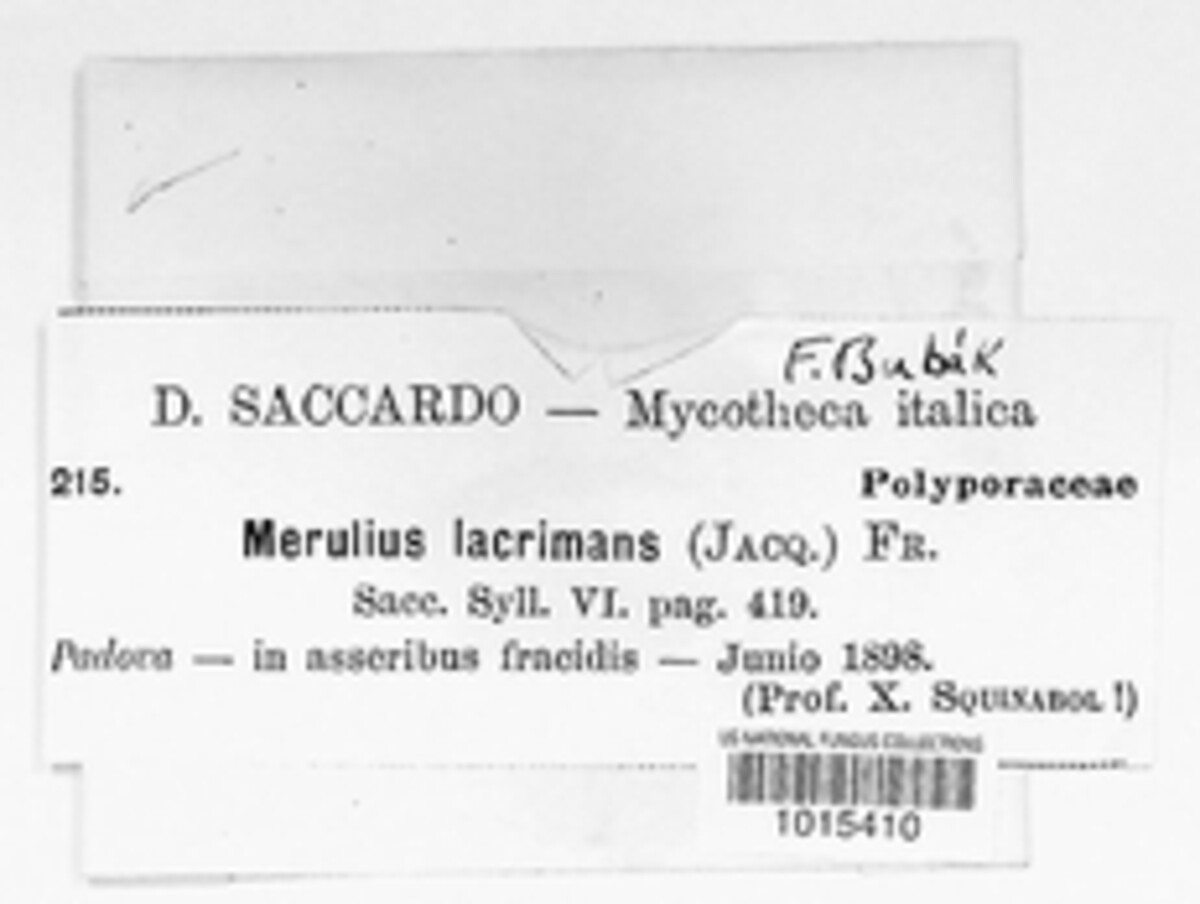 F. Bubák
D. SACCARDO — Mycotheca italica
215. Polyporaceae
Merulius lacrimans (JACQ.) FR.
Sacc. Syll. VI. pag. 419.
Padova — in asseribus fracidis — Junio 1898.
(Prof. X. SQUINABOL !)
US NATIONAL FUNGUS COLLECTIONS
1015410